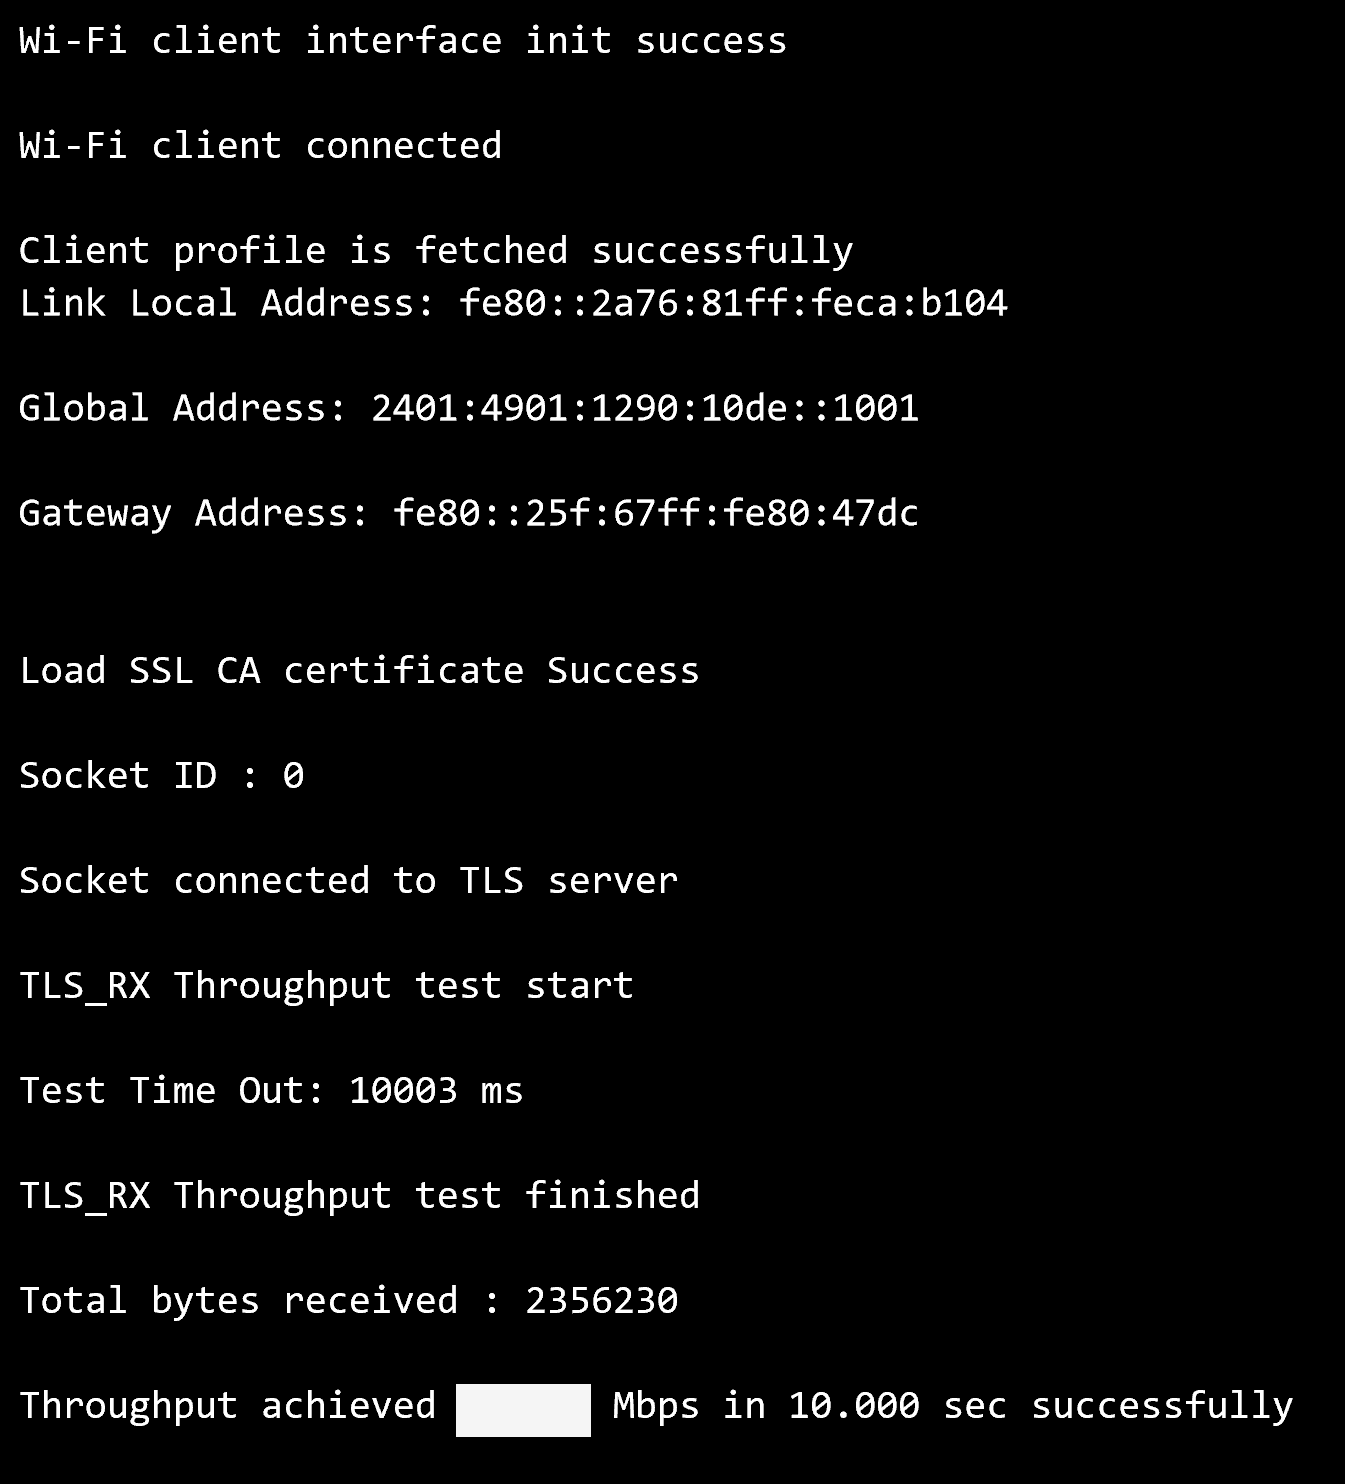 Wi-Fi client interface init success
Wi-Fi client connected
Client profile is fetched successfully
Link Local Address: fe80::2a76:81ff:feca:b104
Global Address: 2401:4901:1290:10de::1001
Gateway Address: fe80::25f:67ff:fe80:47dc
Load SSL CA certificate Success
Socket ID : 0
Socket connected to TLS server
TLS_RX Throughput test start
Test Time Out: 10003 ms
TLS_RX Throughput test finished
Total bytes received : 2356230
Throughput achieved Mbps in 10.000 sec successfully